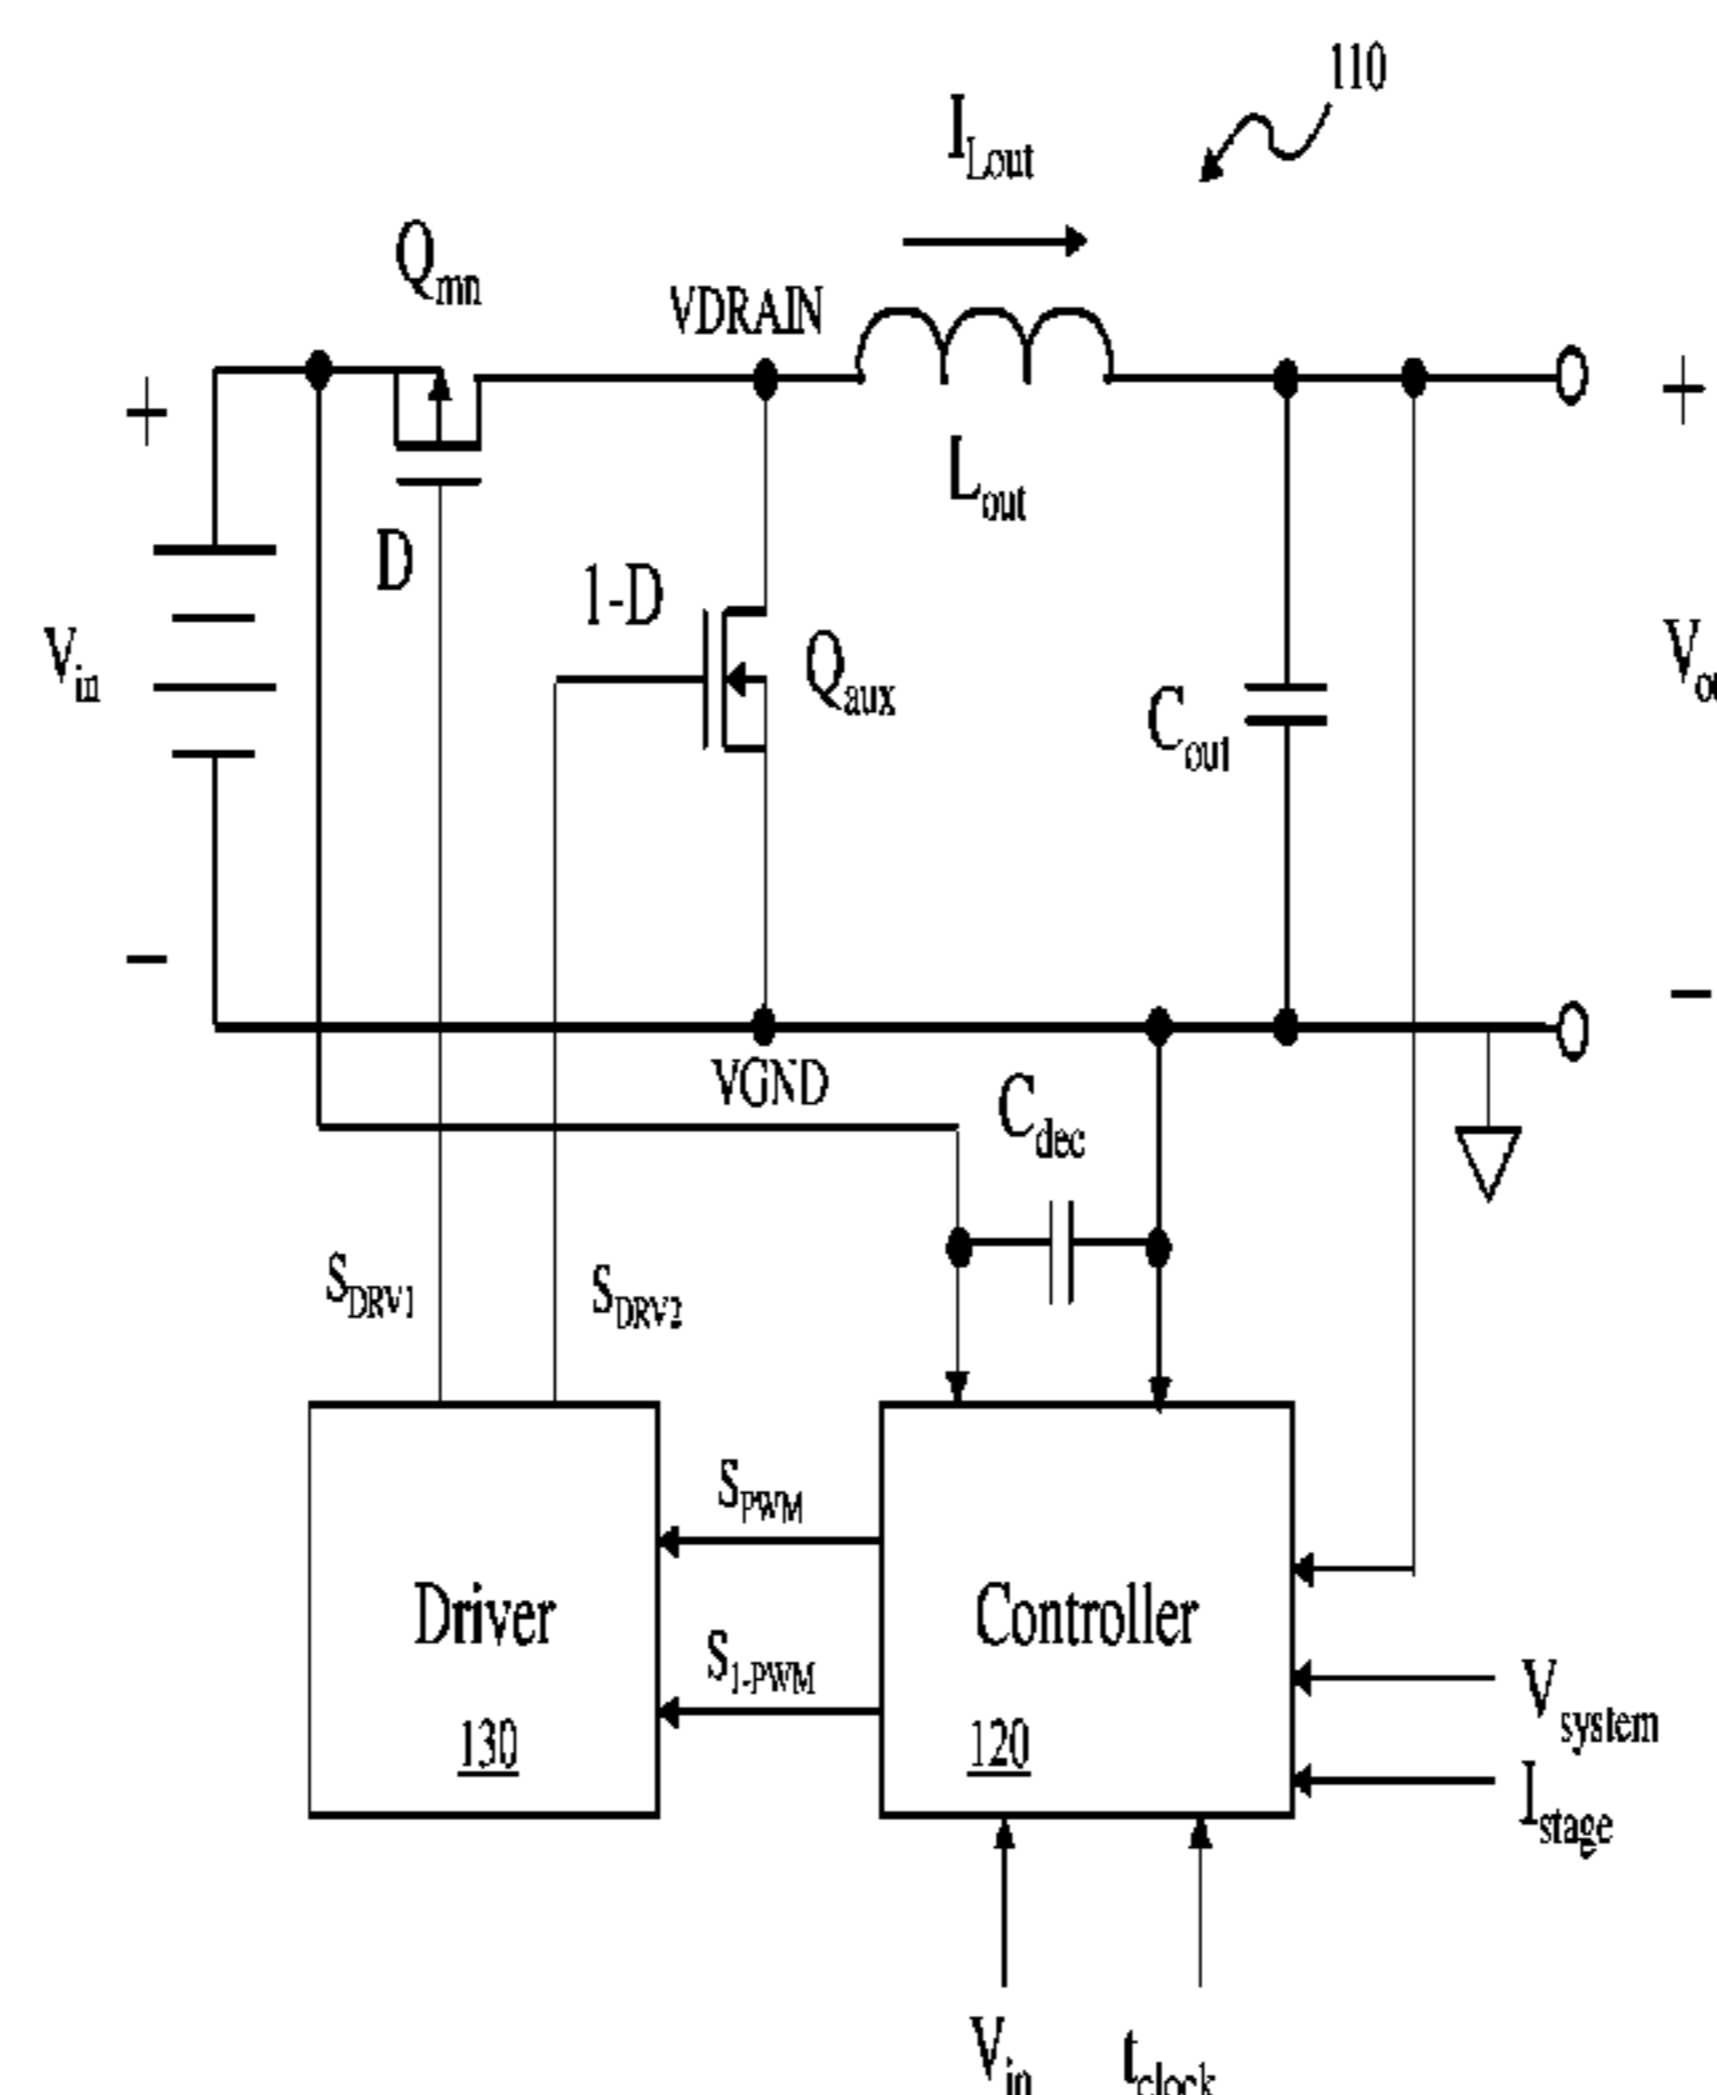 110
I_Lout
Q_mn
VDRAIN
+
+
L_out
D
1-D
V_in
Q_aux
C_out
−
−
VGND
C_dec
S_DRV1
S_DRV2
S_PWM
Driver
Controller
S_1-PWM
130
120
V_system
I_stage
V_in
t_clock